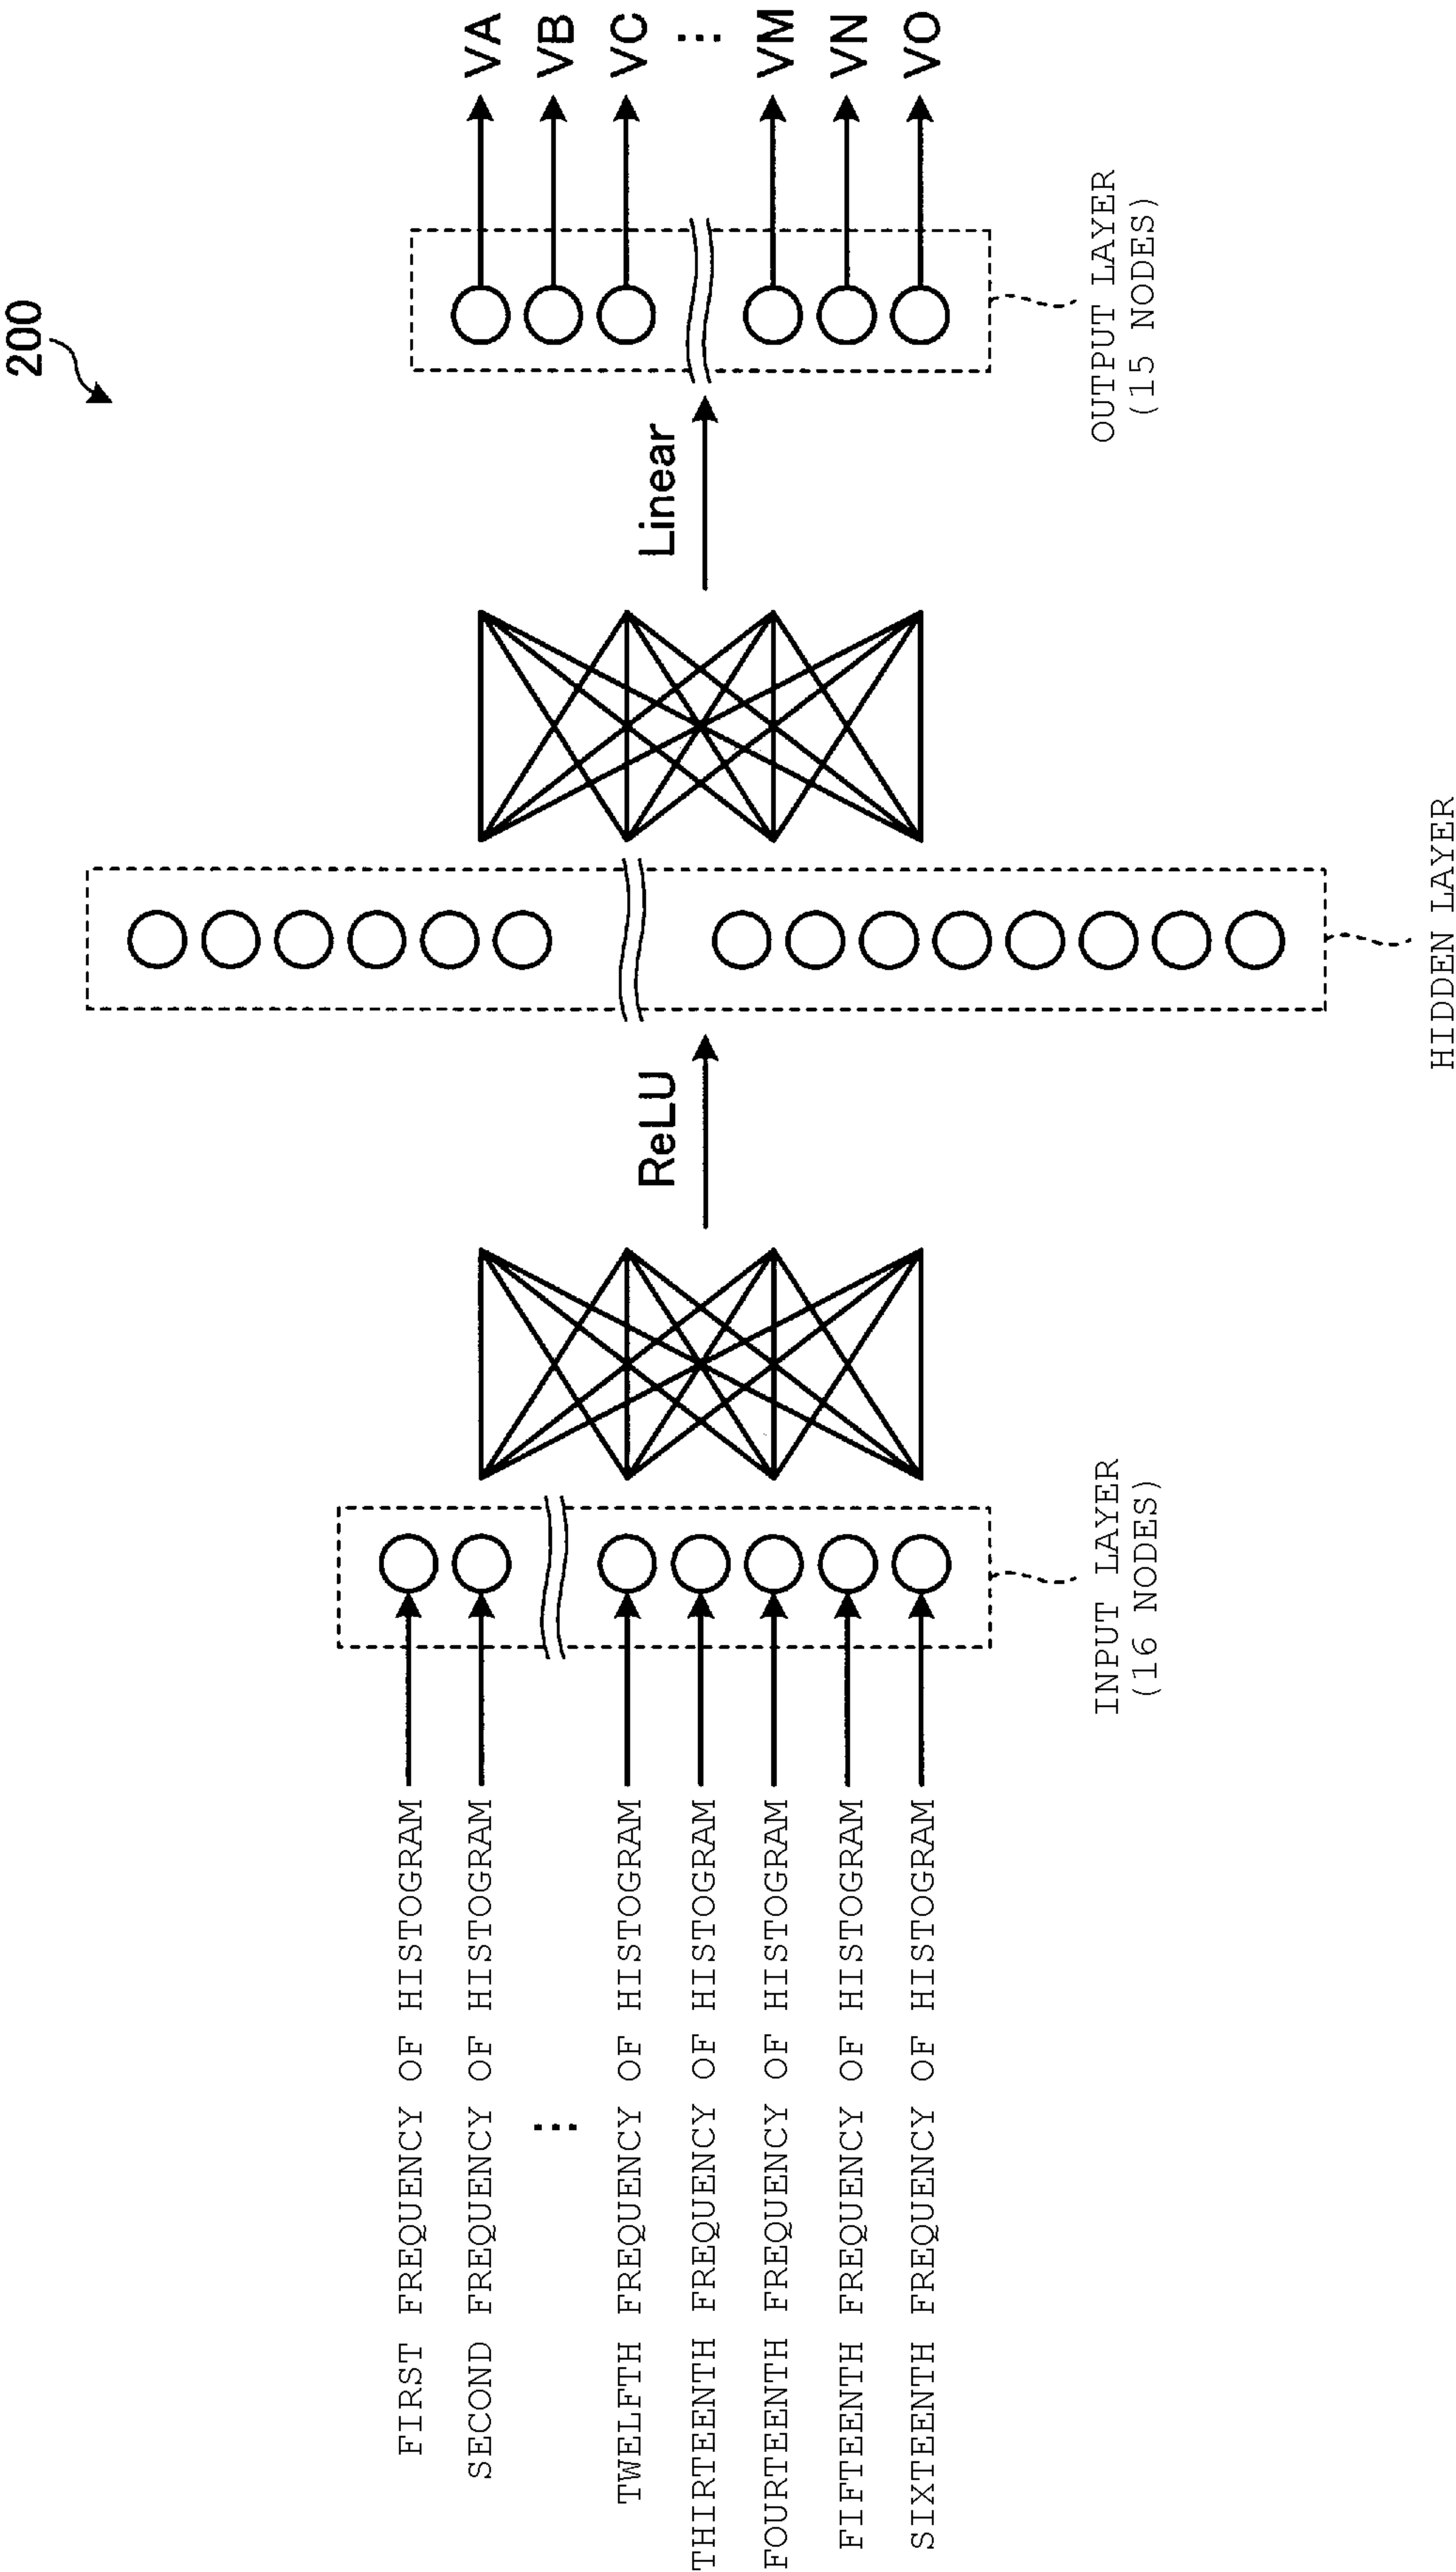 200
FIRST FREQUENCY OF HISTOGRAM
SECOND FREQUENCY OF HISTOGRAM
⋮
TWELFTH FREQUENCY OF HISTOGRAM
THIRTEENTH FREQUENCY OF HISTOGRAM
FOURTEENTH FREQUENCY OF HISTOGRAM
FIFTEENTH FREQUENCY OF HISTOGRAM
SIXTEENTH FREQUENCY OF HISTOGRAM
INPUT LAYER
(16 NODES)
ReLU
HIDDEN LAYER
Linear
OUTPUT LAYER
(15 NODES)
VA
VB
VC
⋮
VM
VN
VO